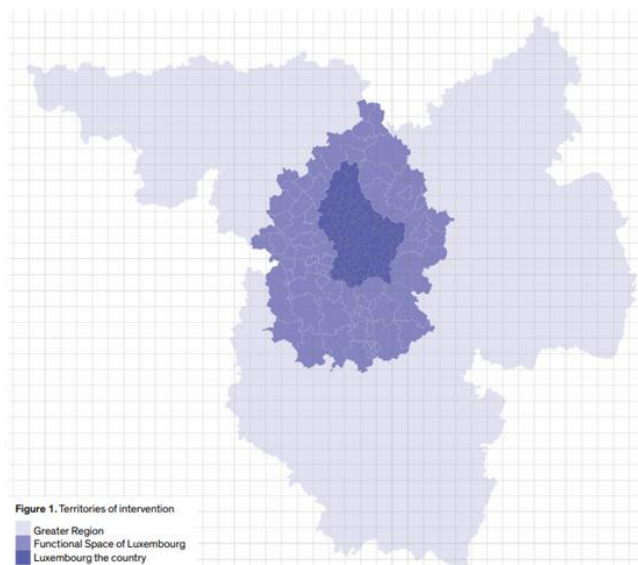 Figure 1. Territories of intervention
Greater Region
Functional Space of Luxembourg
Luxembourg the country